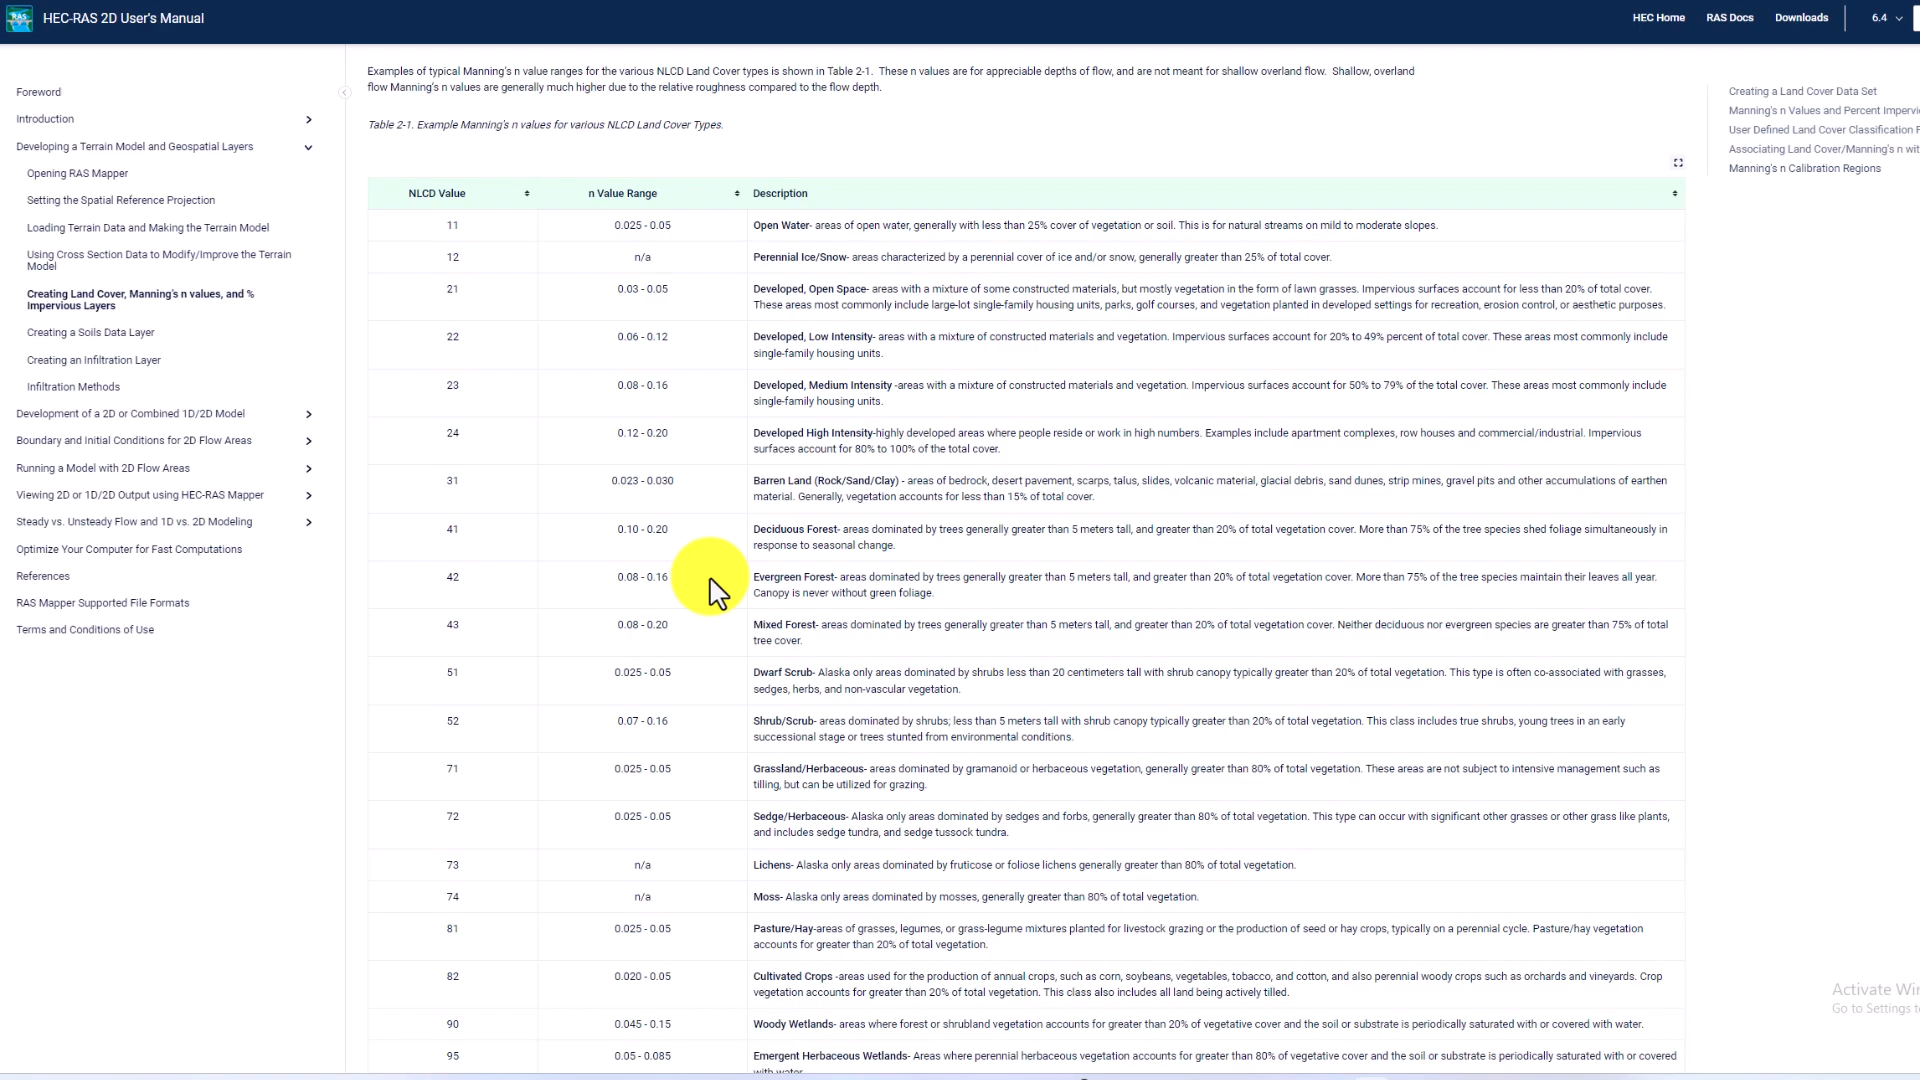 RAS
HEC-RAS 2D User's Manual
HEC Home
RAS Docs
Downloads
6.4
Foreword
Introduction
Developing a Terrain Model and Geospatial Layers
Opening RAS Mapper
Setting the Spatial Reference Projection
Loading Terrain Data and Making the Terrain Model
Using Cross Section Data to Modify/Improve the Terrain
Model
Creating Land Cover, Manning's n values, and %
Impervious Layers
Creating a Soils Data Layer
Creating an Infiltration Layer
Infiltration Methods
Development of a 2D or Combined 1D/2D Model
Boundary and Initial Conditions for 2D Flow Areas
Running a Model with 2D Flow Areas
Viewing 2D or 1D/2D Output using HEC-RAS Mapper
Steady vs. Unsteady Flow and 1D vs. 2D Modeling
Optimize Your Computer for Fast Computations
References
RAS Mapper Supported File Formats
Terms and Conditions of Use
Examples of typical Manning's n value ranges for the various NLCD Land Cover types is shown in Table 2-1. These n values are for appreciable depths of flow, and are not meant for shallow overland flow. Shallow, overland
flow Manning's n values are generally much higher due to the relative roughness compared to the flow depth.
Table 2-1. Example Manning's n values for various NLCD Land Cover Types.
NLCD Value n Value Range Description
11 0.025 - 0.05 Open Water- areas of open water, generally with less than 25% cover of vegetation or soil. This is for natural streams on mild to moderate slopes.
12 n/a Perennial Ice/Snow- areas characterized by a perennial cover of ice and/or snow, generally greater than 25% of total cover.
21 0.03 - 0.05 Developed, Open Space- areas with a mixture of some constructed materials, but mostly vegetation in the form of lawn grasses. Impervious surfaces account for less than 20% of total cover.
These areas most commonly include large-lot single-family housing units, parks, golf courses, and vegetation planted in developed settings for recreation, erosion control, or aesthetic purposes.
22 0.06 - 0.12 Developed, Low Intensity- areas with a mixture of constructed materials and vegetation. Impervious surfaces account for 20% to 49% percent of total cover. These areas most commonly include
single-family housing units.
23 0.08 - 0.16 Developed, Medium Intensity -areas with a mixture of constructed materials and vegetation. Impervious surfaces account for 50% to 79% of the total cover. These areas most commonly include
single-family housing units.
24 0.12 - 0.20 Developed High Intensity-highly developed areas where people reside or work in high numbers. Examples include apartment complexes, row houses and commercial/industrial. Impervious
surfaces account for 80% to 100% of the total cover.
31 0.023 - 0.030 Barren Land (Rock/Sand/Clay) - areas of bedrock, desert pavement, scarps, talus, slides, volcanic material, glacial debris, sand dunes, strip mines, gravel pits and other accumulations of earthen
material. Generally, vegetation accounts for less than 15% of total cover.
41 0.10 - 0.20 Deciduous Forest- areas dominated by trees generally greater than 5 meters tall, and greater than 20% of total vegetation cover. More than 75% of the tree species shed foliage simultaneously in
response to seasonal change.
42 0.08 - 0.16 Evergreen Forest- areas dominated by trees generally greater than 5 meters tall, and greater than 20% of total vegetation cover. More than 75% of the tree species maintain their leaves all year.
Canopy is never without green foliage.
43 0.08 - 0.20 Mixed Forest- areas dominated by trees generally greater than 5 meters tall, and greater than 20% of total vegetation cover. Neither deciduous nor evergreen species are greater than 75% of total
tree cover.
51 0.025 - 0.05 Dwarf Scrub- Alaska only areas dominated by shrubs less than 20 centimeters tall with shrub canopy typically greater than 20% of total vegetation. This type is often co-associated with grasses,
sedges, herbs, and non-vascular vegetation.
52 0.07 - 0.16 Shrub/Scrub- areas dominated by shrubs; less than 5 meters tall with shrub canopy typically greater than 20% of total vegetation. This class includes true shrubs, young trees in an early
successional stage or trees stunted from environmental conditions.
71 0.025 - 0.05 Grassland/Herbaceous- areas dominated by gramanoid or herbaceous vegetation, generally greater than 80% of total vegetation. These areas are not subject to intensive management such as
tilling, but can be utilized for grazing.
72 0.025 - 0.05 Sedge/Herbaceous- Alaska only areas dominated by sedges and forbs, generally greater than 80% of total vegetation. This type can occur with significant other grasses or other grass like plants,
and includes sedge tundra, and sedge tussock tundra.
73 n/a Lichens- Alaska only areas dominated by fruticose or foliose lichens generally greater than 80% of total vegetation.
74 n/a Moss- Alaska only areas dominated by mosses, generally greater than 80% of total vegetation.
81 0.025 - 0.05 Pasture/Hay-areas of grasses, legumes, or grass-legume mixtures planted for livestock grazing or the production of seed or hay crops, typically on a perennial cycle. Pasture/hay vegetation
accounts for greater than 20% of total vegetation.
82 0.020 - 0.05 Cultivated Crops -areas used for the production of annual crops, such as corn, soybeans, vegetables, tobacco, and cotton, and also perennial woody crops such as orchards and vineyards. Crop
vegetation accounts for greater than 20% of total vegetation. This class also includes all land being actively tilled.
90 0.045 - 0.15 Woody Wetlands- areas where forest or shrubland vegetation accounts for greater than 20% of vegetative cover and the soil or substrate is periodically saturated with or covered with water.
95 0.05 - 0.085 Emergent Herbaceous Wetlands- Areas where perennial herbaceous vegetation accounts for greater than 80% of vegetative cover and the soil or substrate is periodically saturated with or covered
with water.
Creating a Land Cover Data Set
Manning's n Values and Percent Impervi
User Defined Land Cover Classification
Associating Land Cover/Manning's n wit
Manning's n Calibration Regions
Activate Wi
Go to Settings t